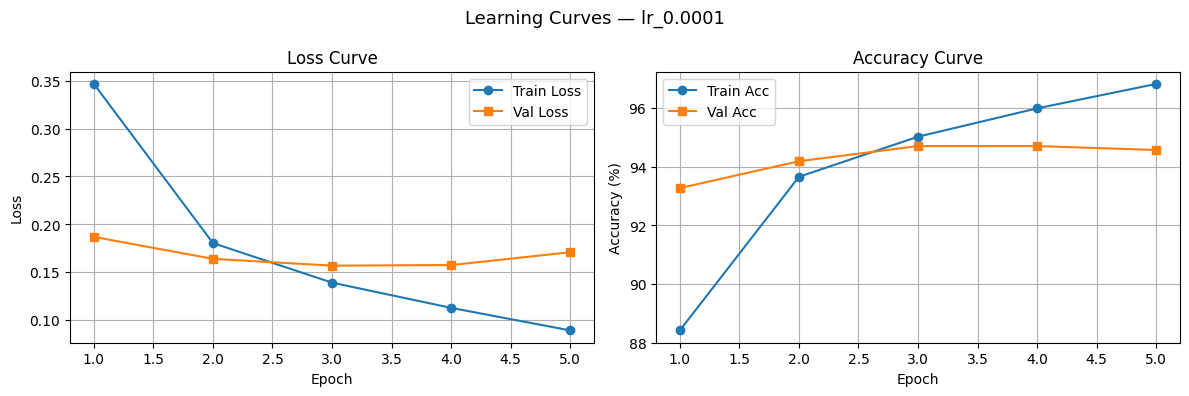 Learning Curves — lr_0.0001
Loss Curve
0.35
0.30
0.25
0.20
0.15
0.10
Loss
Train Loss
Val Loss
1.0 1.5 2.0 2.5 3.0 3.5 4.0 4.5 5.0
Epoch
Accuracy Curve
96
94
92
90
88
Accuracy (%)
Train Acc
Val Acc
1.0 1.5 2.0 2.5 3.0 3.5 4.0 4.5 5.0
Epoch